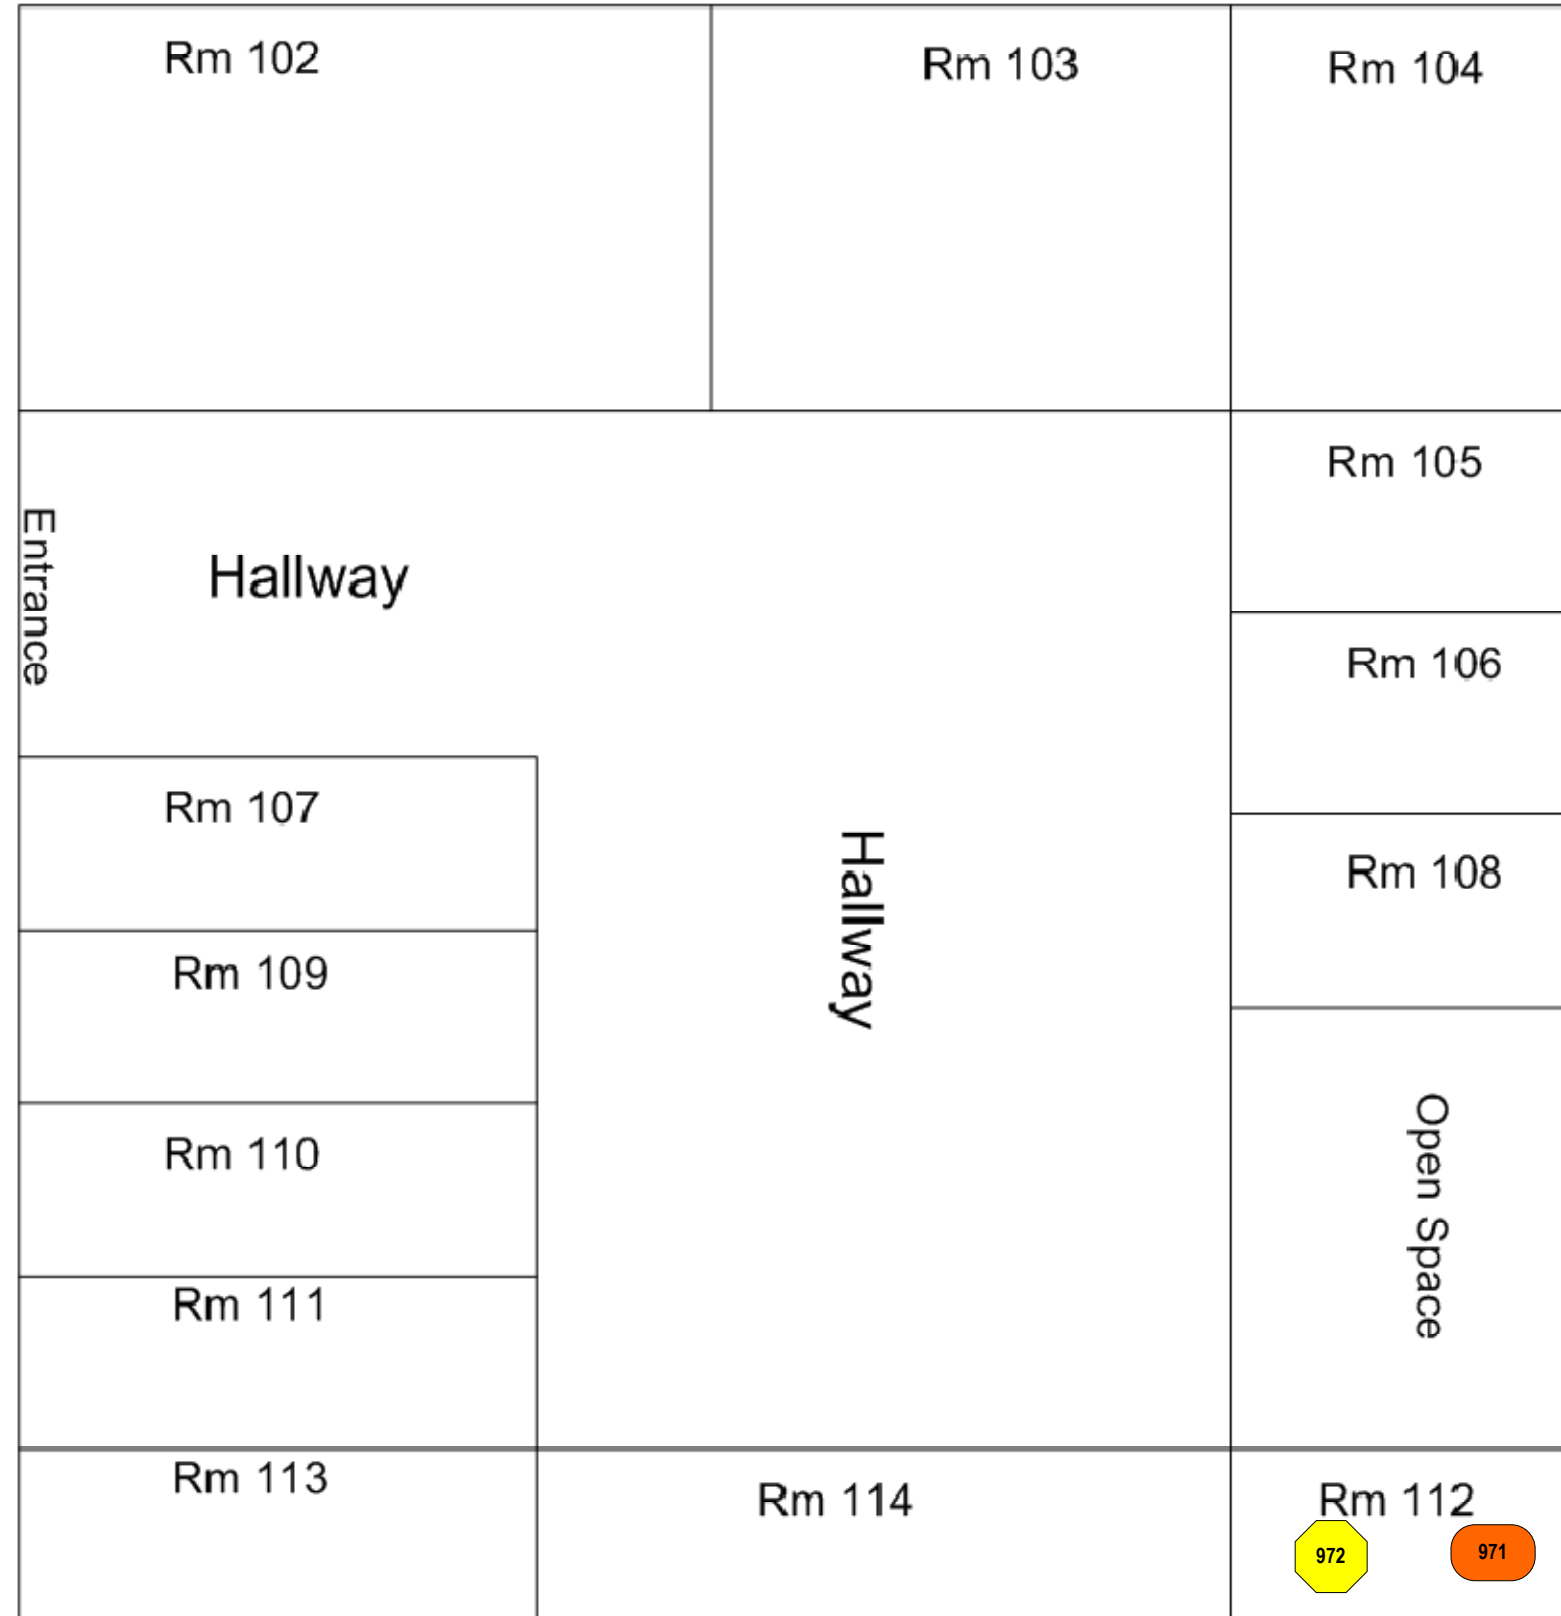 Rm 102
Rm 103
Rm 104
Rm 105
Entrance
Hallway
Rm 106
Rm 107
Hallway
Rm 108
Rm 109
Open Space
Rm 110
Rm 111
Rm 113
Rm 114
Rm 112
972
971